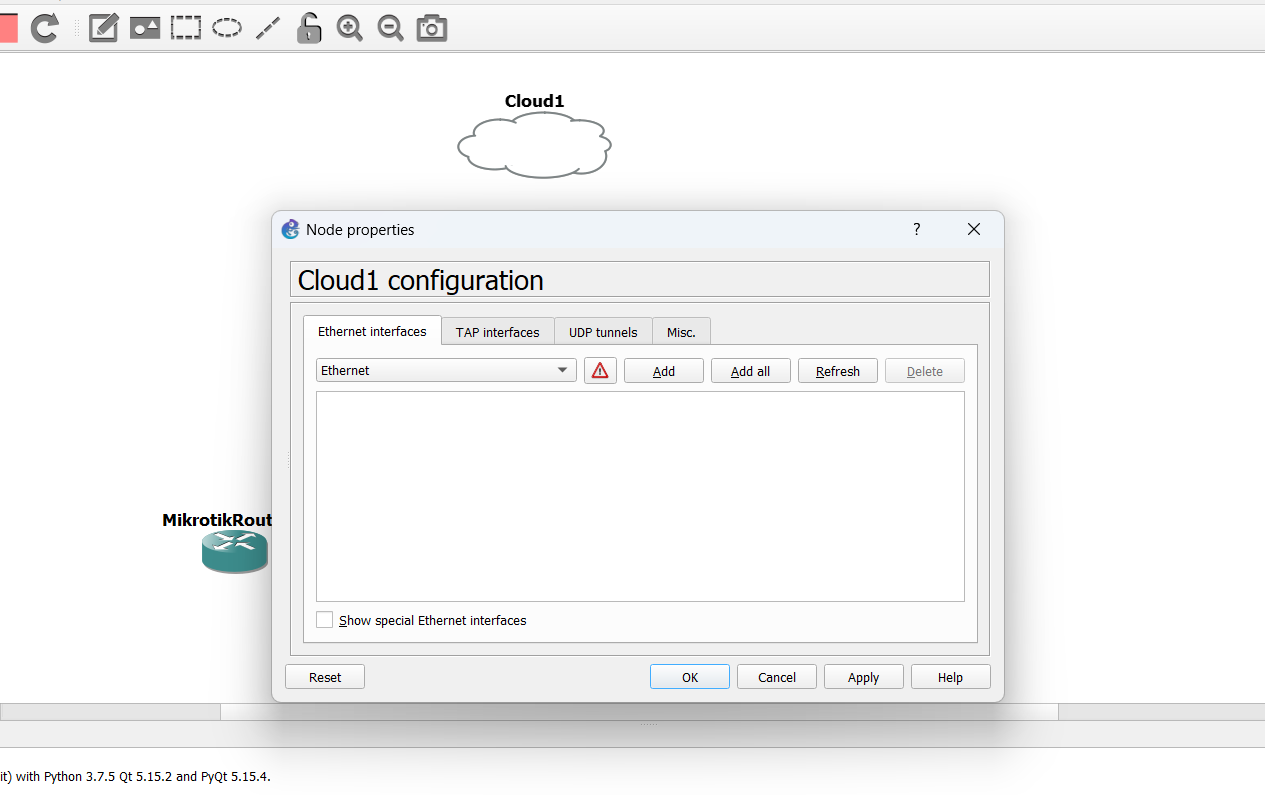 Cloud1
Node properties
?
Cloud1 configuration
Ethernet interfaces
TAP interfaces
UDP tunnels
Misc.
Ethernet
Add
Add all
Refresh
Delete
MikrotikRout
Show special Ethernet interfaces
Reset
OK
Cancel
Apply
Help
it) with Python 3.7.5 Qt 5.15.2 and PyQt 5.15.4.